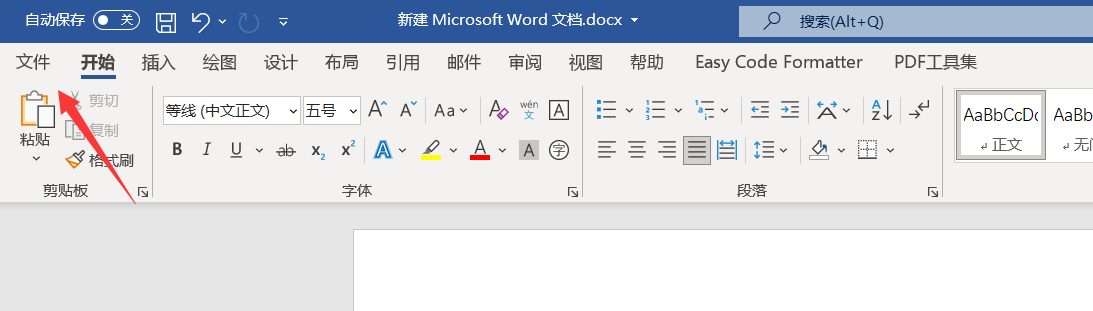 自动保存 关 新建 Microsoft Word 文档.docx 搜索(Alt+Q)
文件 开始 插入 绘图 设计 布局 引用 邮件 审阅 视图 帮助 Easy Code Formatter PDF工具集
剪切
等线 (中文正文) 五号 A A Aa A wén 文 A
AaBbCcDc AaBbC
复制
粘贴
B I U ab x₂ x² A A A 字
格式刷
↲ 正文 ↲ 无间
剪贴板 字体 段落